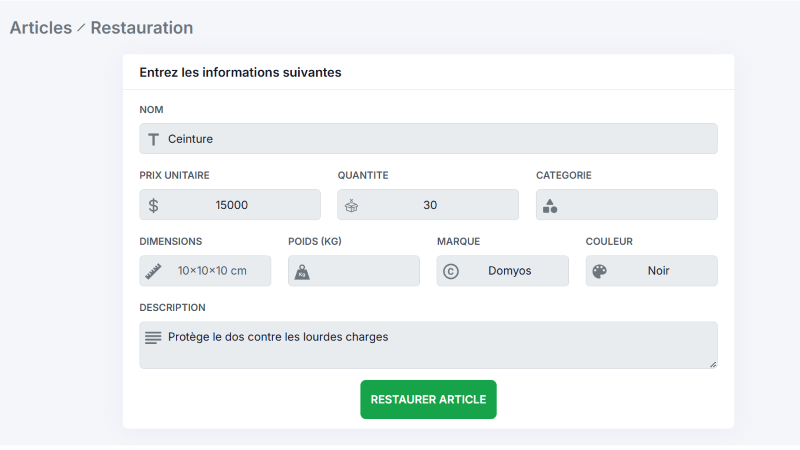 Articles / Restauration
Entrez les informations suivantes
NOM
Ceinture
PRIX UNITAIRE QUANTITE CATEGORIE
$ 15000 30
DIMENSIONS POIDS (KG) MARQUE COULEUR
10×10×10 cm Kg © Domyos Noir
DESCRIPTION
Protège le dos contre les lourdes charges
RESTAURER ARTICLE